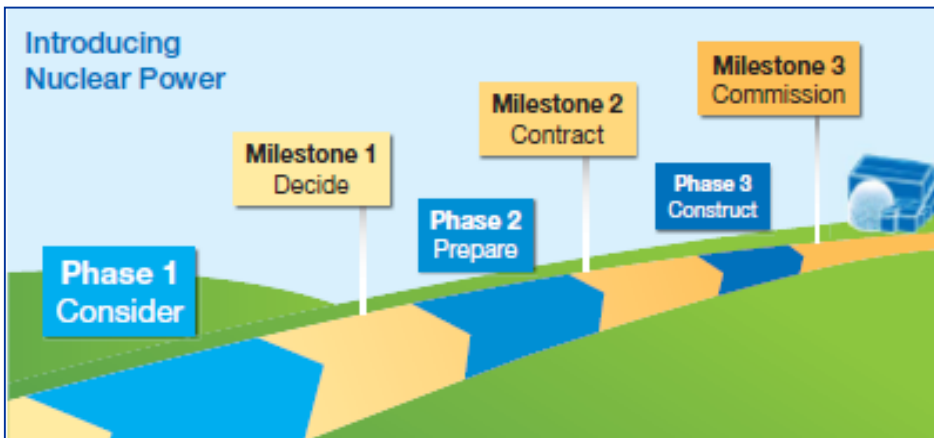 Introducing
Nuclear Power
Milestone 3
Commission
Milestone 2
Contract
Milestone 1
Decide
Phase 3
Construct
Phase 2
Prepare
Phase 1
Consider